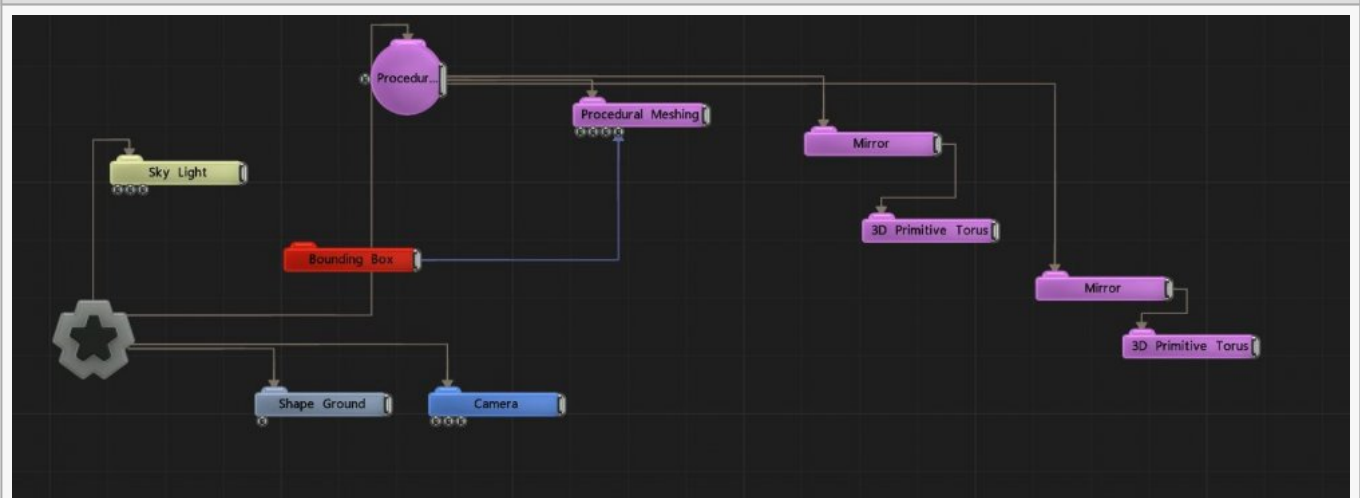 Procedur...
Procedural Meshing
Mirror
Sky Light
3D Primitive Torus
Bounding Box
Mirror
3D Primitive Torus
Shape Ground
Camera